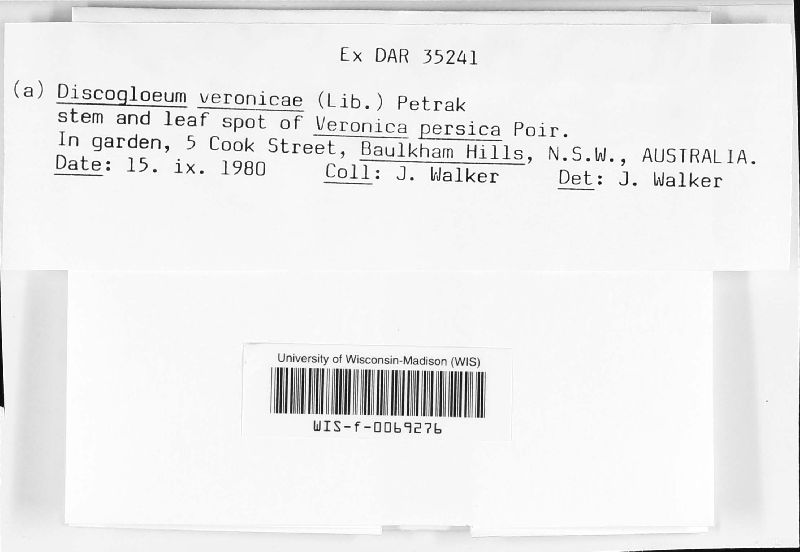 Ex DAR 35241
(a) Discogloeum veronicae (Lib.) Petrak
stem and leaf spot of Veronica persica Poir.
In garden, 5 Cook Street, Baulkham Hills, N.S.W., AUSTRALIA.
Date: 15. ix. 1980 Coll: J. Walker Det: J. Walker
University of Wisconsin-Madison (WIS)
WIS-f-0069276